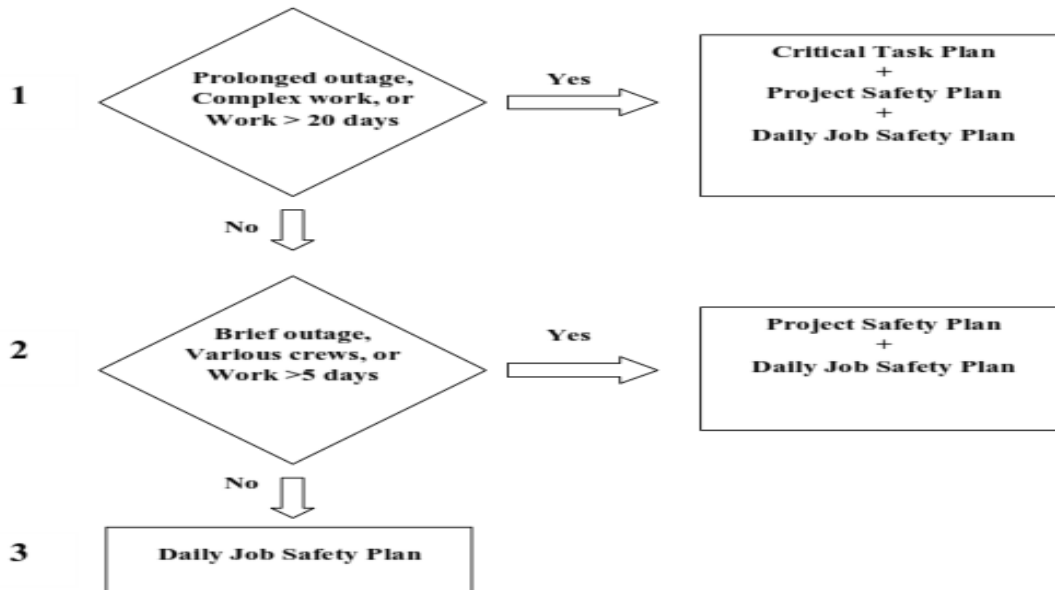 1
Prolonged outage,
Complex work, or
Work > 20 days
Yes
Critical Task Plan
+
Project Safety Plan
+
Daily Job Safety Plan
No
2
Brief outage,
Various crews, or
Work >5 days
Yes
Project Safety Plan
+
Daily Job Safety Plan
No
3
Daily Job Safety Plan